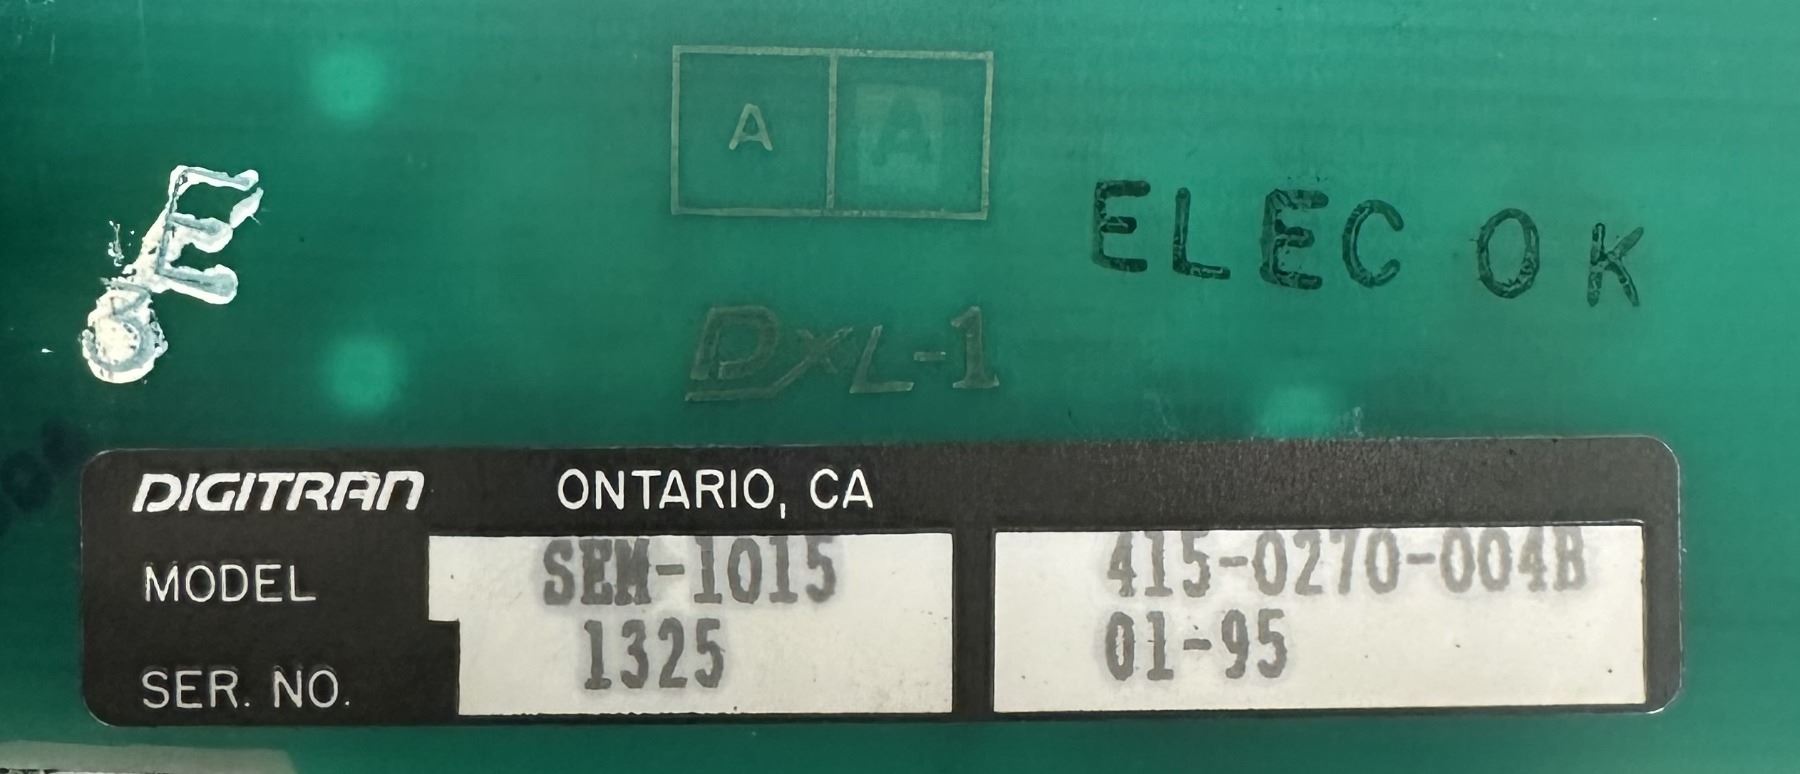 A A
ELEC OK
DXL-1
DIGITRAN ONTARIO, CA
MODEL SEM-1015 415-0270-004B
SER. NO. 1325 01-95